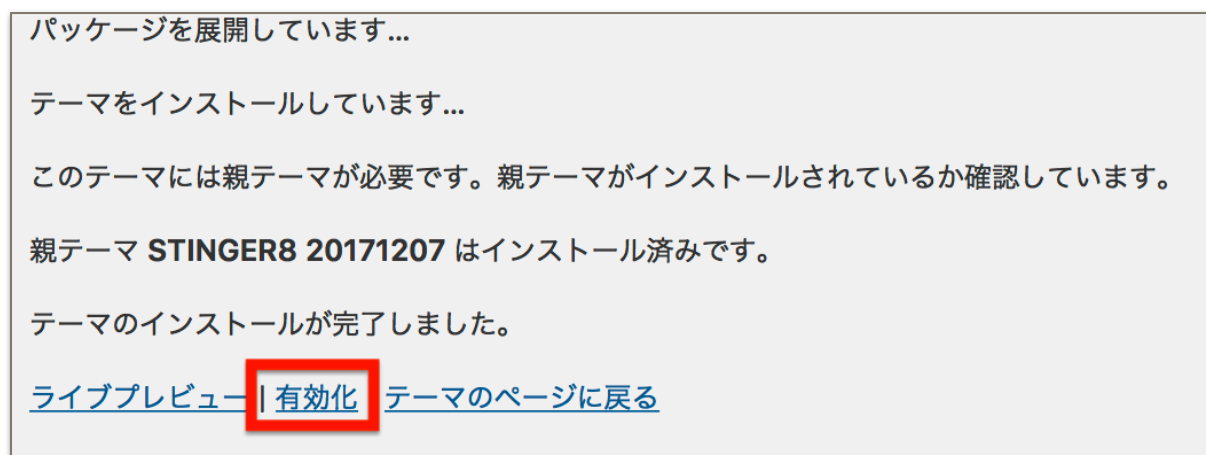 パッケージを展開しています…
テーマをインストールしています…
このテーマには親テーマが必要です。親テーマがインストールされているか確認しています。
親テーマ STINGER8 20171207 はインストール済みです。
テーマのインストールが完了しました。
ライブプレビュー | 有効化 テーマのページに戻る